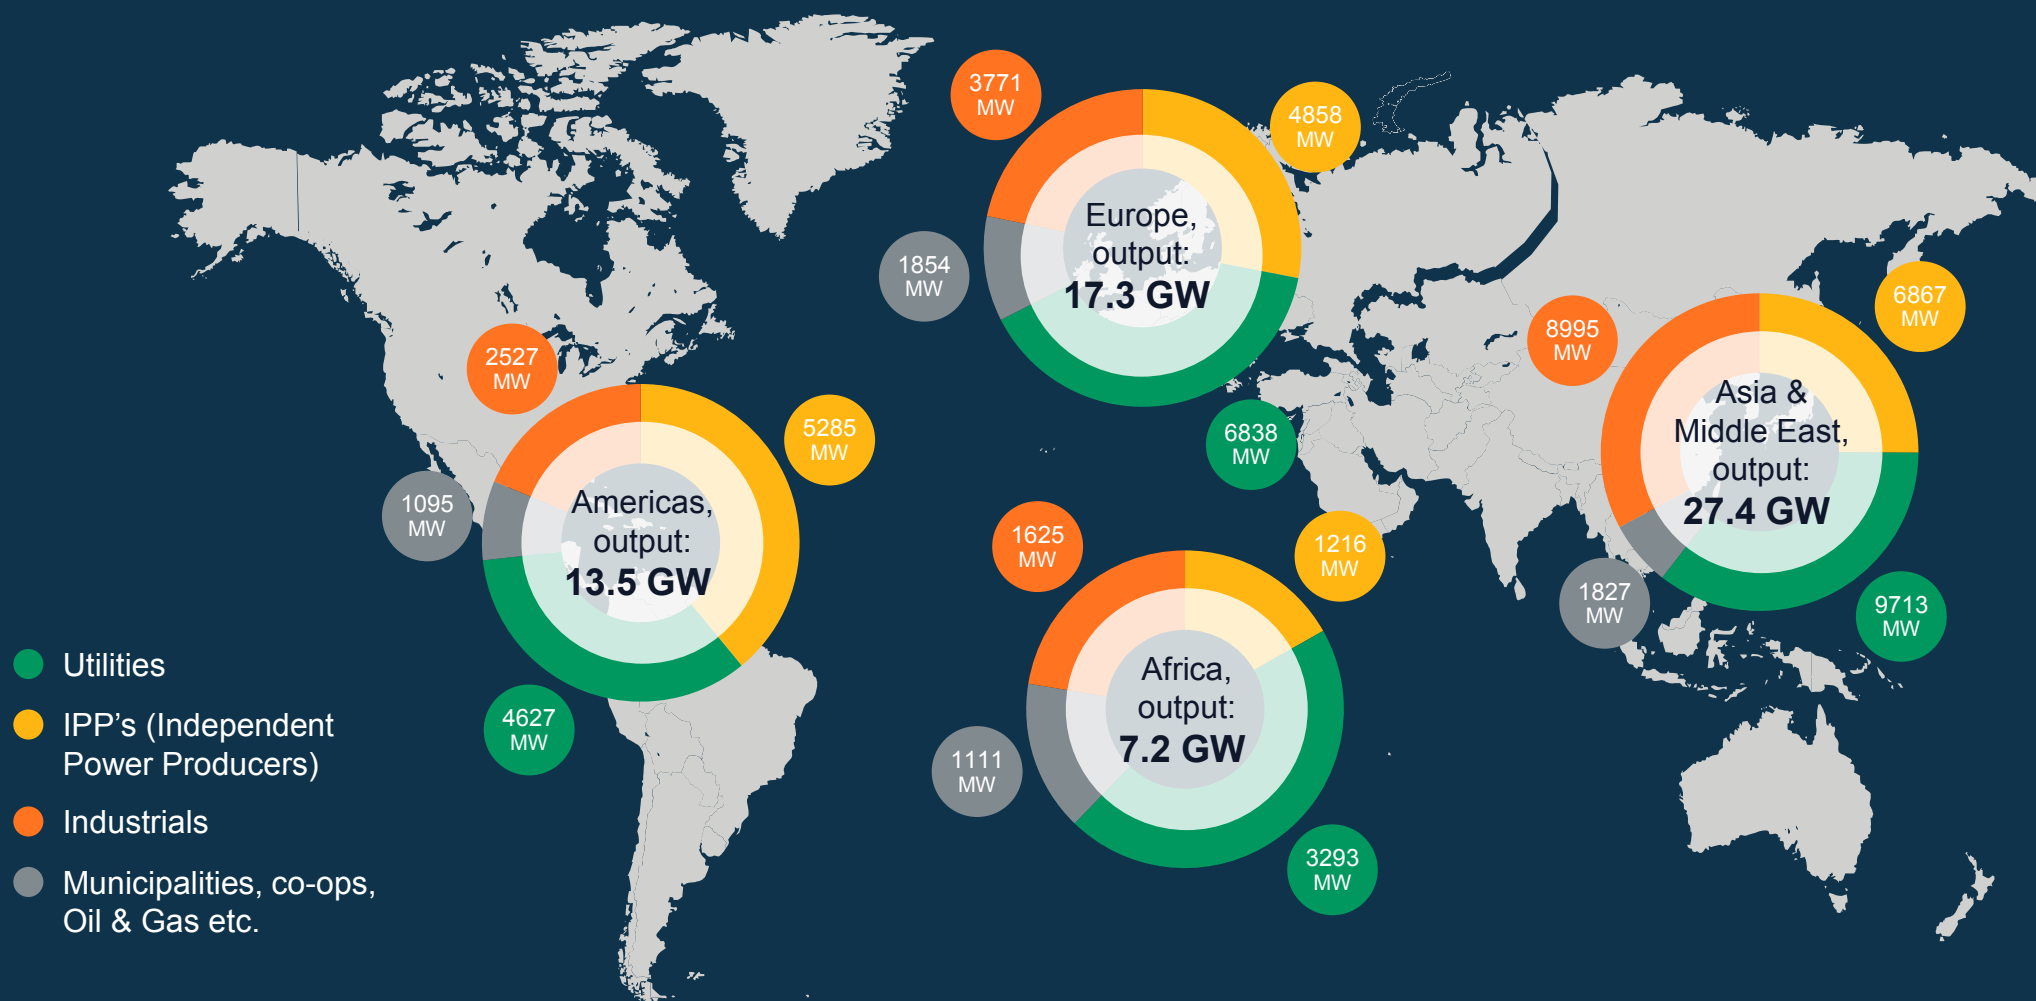 3771
MW
4858
MW
1854
MW
Europe,
output:
17.3 GW
6838
MW
2527
MW
5285
MW
1095
MW
Americas,
output:
13.5 GW
4627
MW
8995
MW
6867
MW
Asia &
Middle East,
output:
27.4 GW
1827
MW
9713
MW
1625
MW
1216
MW
Africa,
output:
7.2 GW
1111
MW
3293
MW
Utilities
IPP's (Independent
Power Producers)
Industrials
Municipalities, co-ops,
Oil & Gas etc.